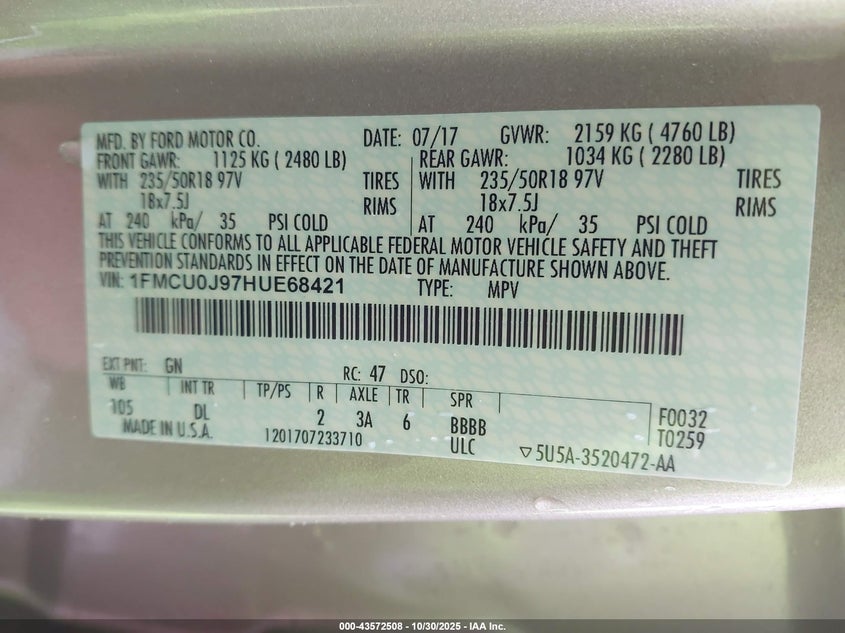 MFD. BY FORD MOTOR CO. DATE: 07/17 GVWR: 2159 KG ( 4760 LB)
FRONT GAWR: 1125 KG ( 2480 LB) REAR GAWR: 1034 KG ( 2280 LB)
WITH 235/50R18 97V TIRES WITH 235/50R18 97V TIRES
18x7.5J RIMS 18x7.5J RIMS
AT 240 kPa/ 35 PSI COLD AT 240 kPa/ 35 PSI COLD
THIS VEHICLE CONFORMS TO ALL APPLICABLE FEDERAL MOTOR VEHICLE SAFETY AND THEFT
PREVENTION STANDARDS IN EFFECT ON THE DATE OF MANUFACTURE SHOWN ABOVE.
VIN: 1FMCU0J97HUE68421 TYPE: MPV
EXT PNT: GN RC: 47 DSO:
WB INT TR TP/PS R AXLE TR SPR
105 DL 2 3A 6 BBBB F0032
MADE IN U.S.A. 1201707233710 ULC T0259
▽5U5A-3520472-AA
000-43572508 - 10/30/2025 - IAA Inc.